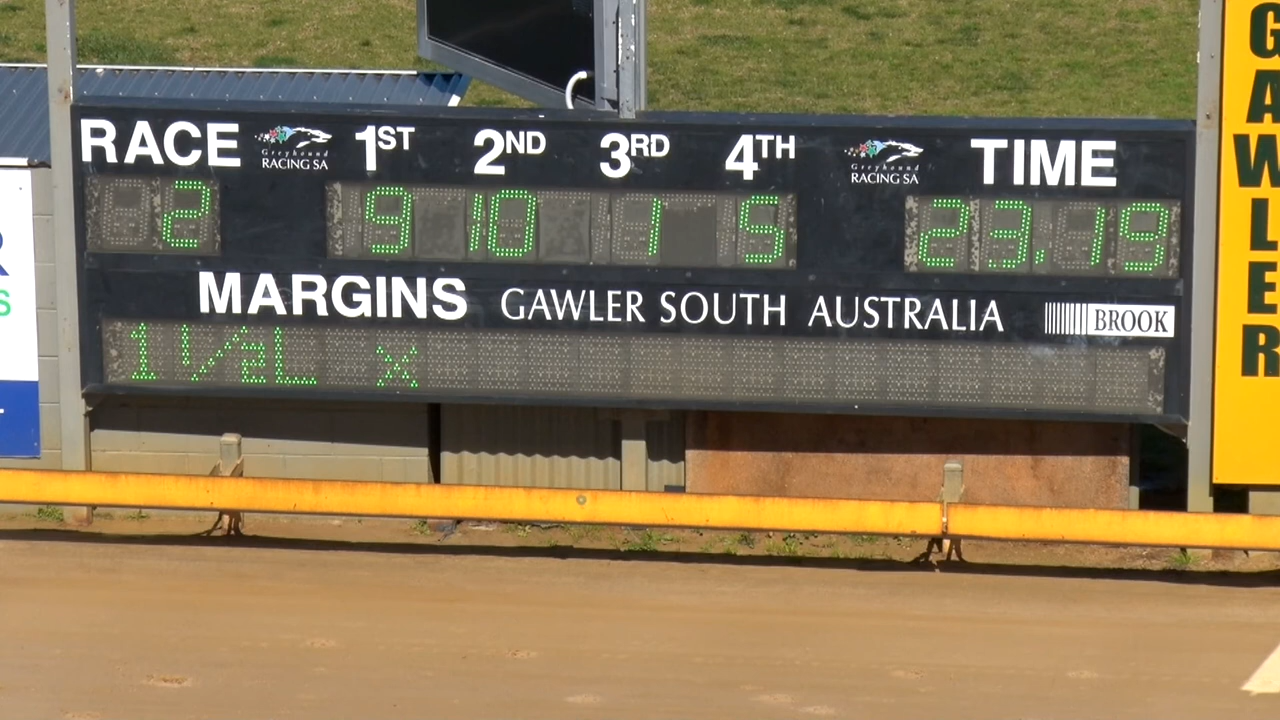 RACE Greyhound RACING SA 1ST 2ND 3RD 4TH Greyhound RACING SA TIME
2 9 10 1 5 23.19
MARGINS GAWLER SOUTH AUSTRALIA BROOK
1 1/2L X
GAWLER